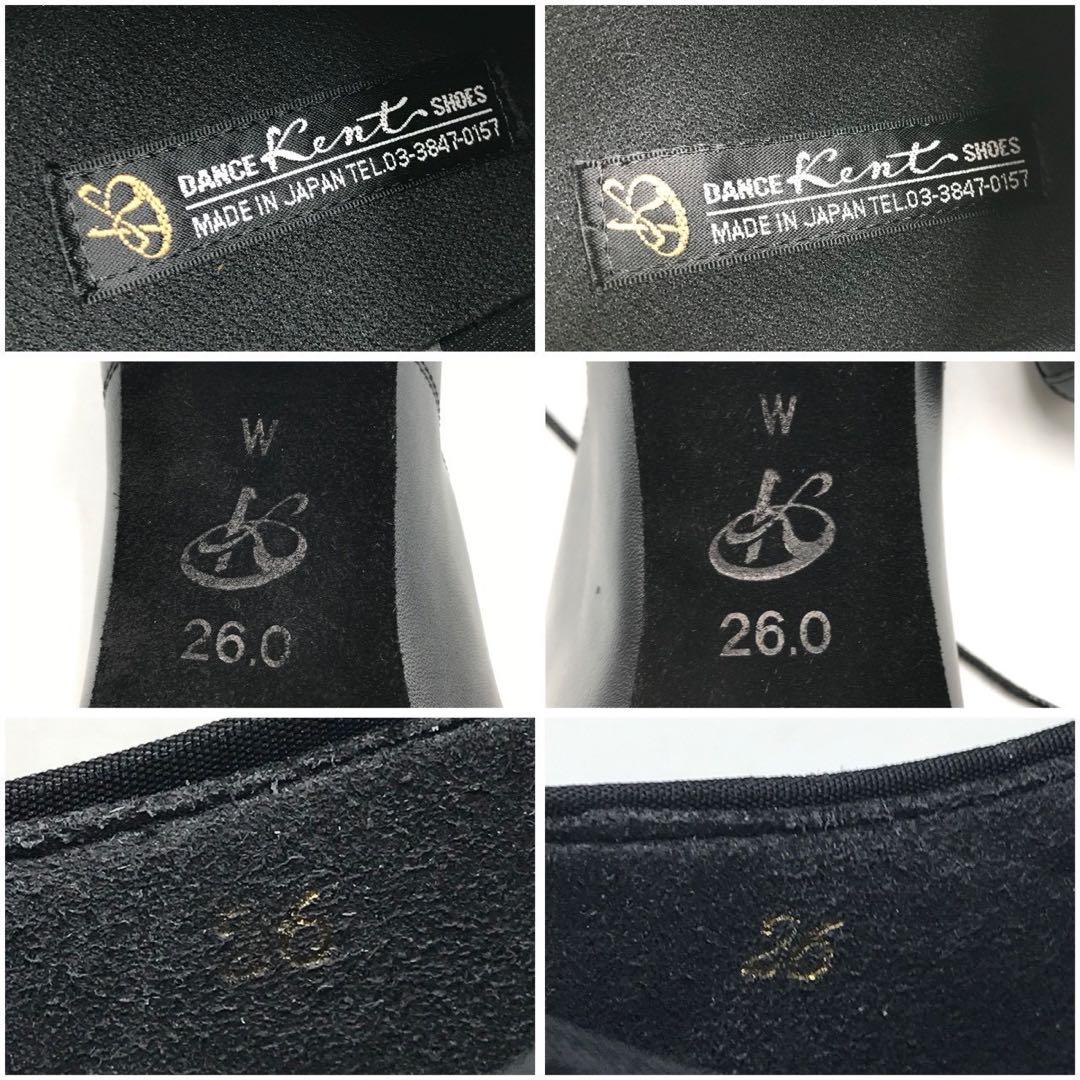 DANCE Kent SHOES
MADE IN JAPAN TEL.03-3847-0157
DANCE Kent SHOES
MADE IN JAPAN TEL.03-3847-0157
W
K
26.0
W
K
26.0
26
26